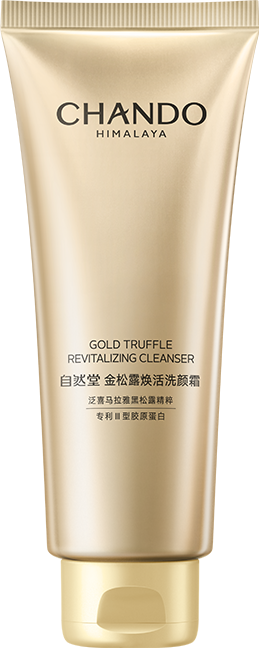 CHANDO
HIMALAYA
GOLD TRUFFLE
REVITALIZING CLEANSER
自然堂 金松露焕活洗颜霜
泛喜马拉雅黑松露精粹
专利Ⅲ型胶原蛋白